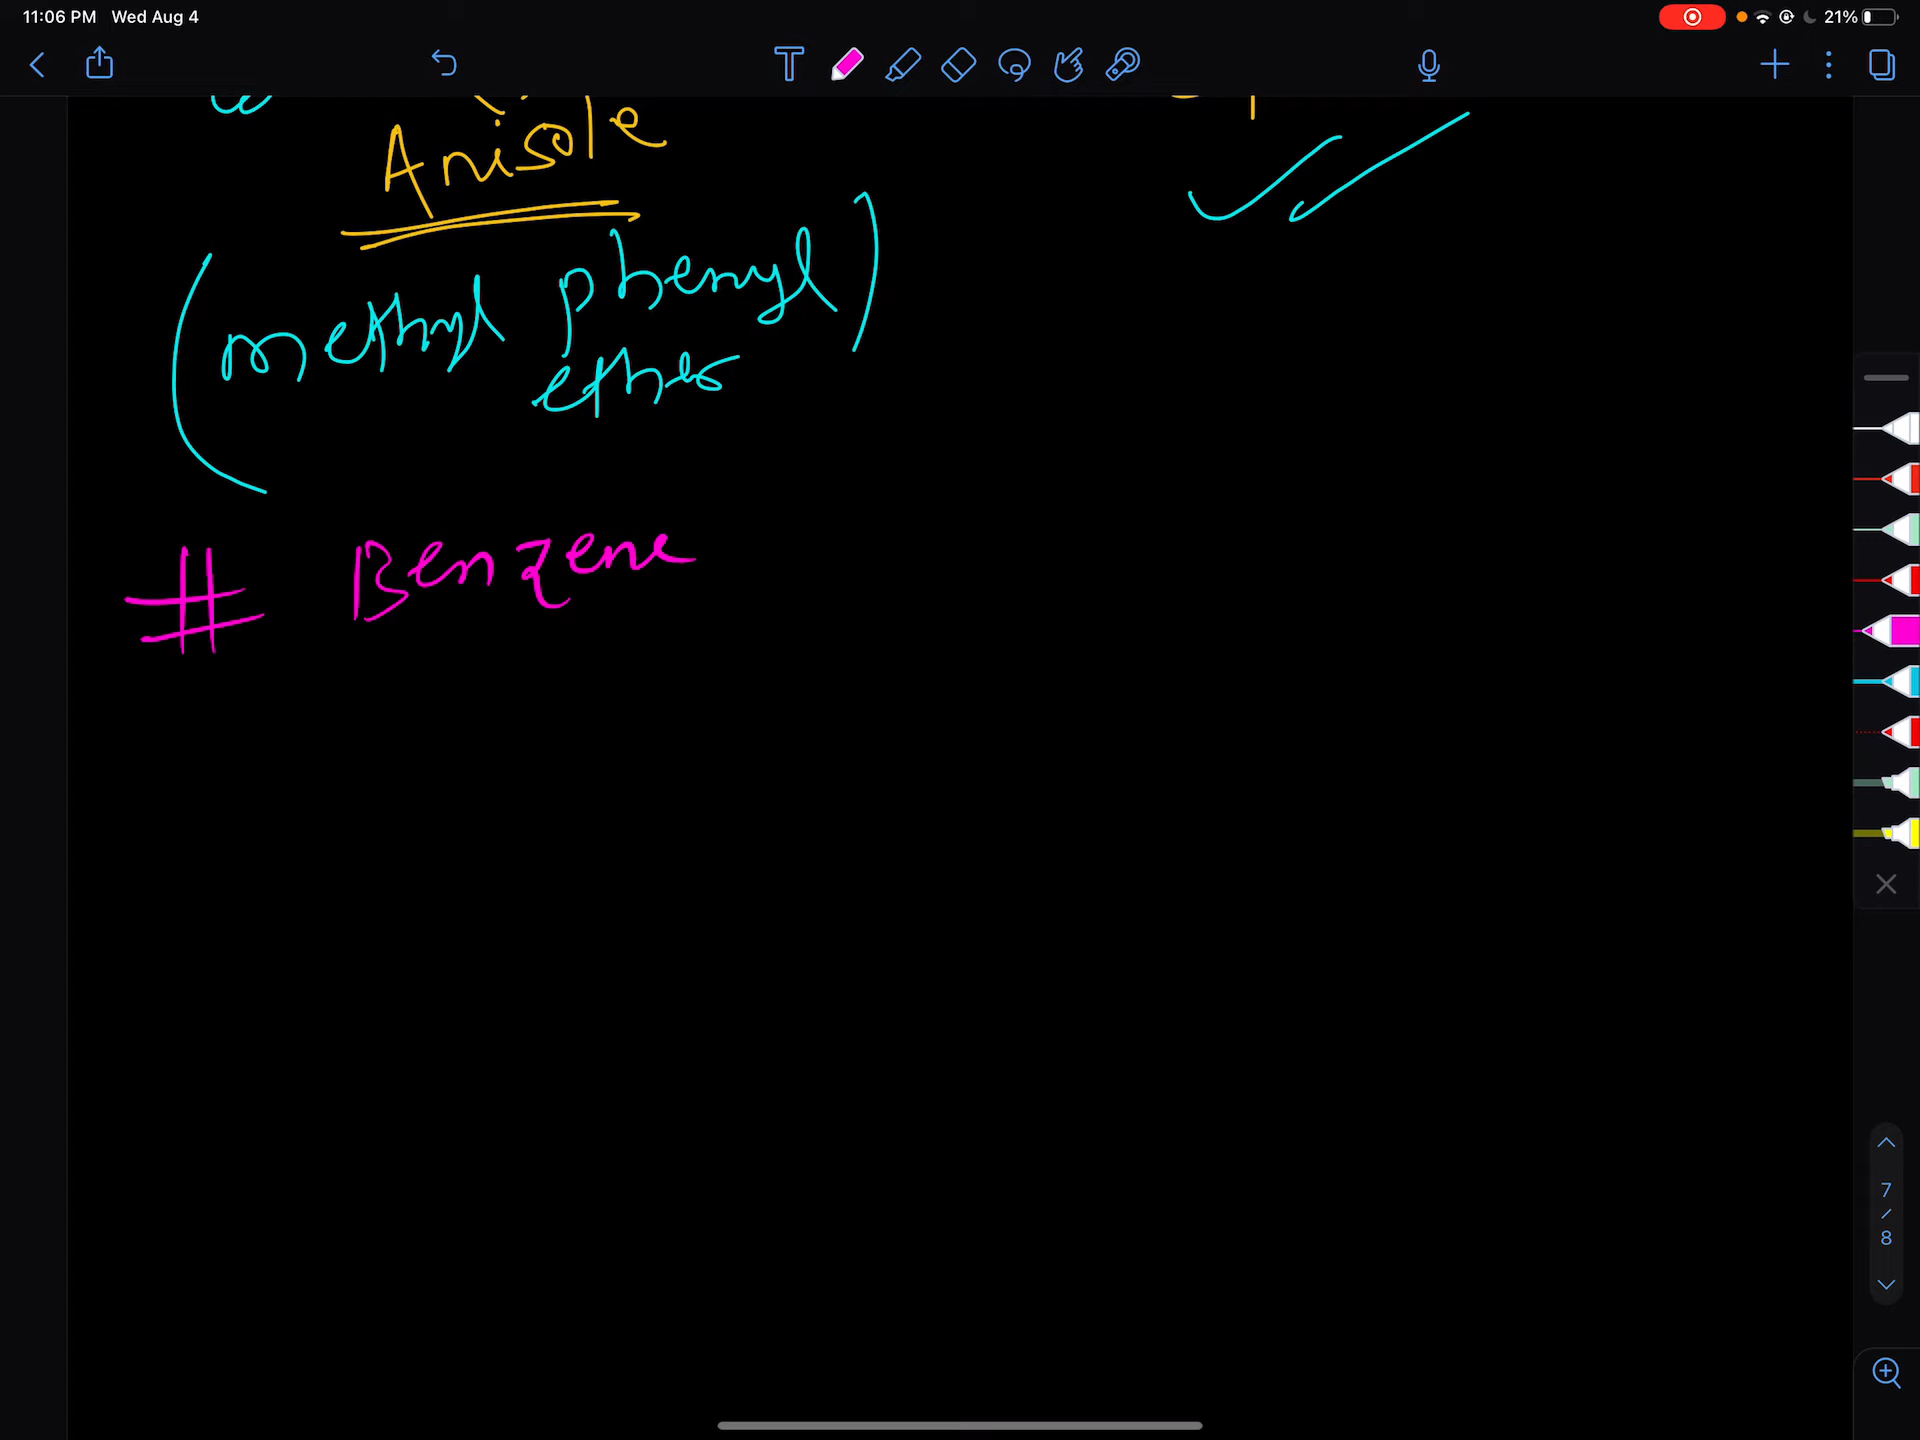 11:06 PM Wed Aug 4
21%
Anisole
(methyl phenyl)
ether
# Benzene
7
/
8